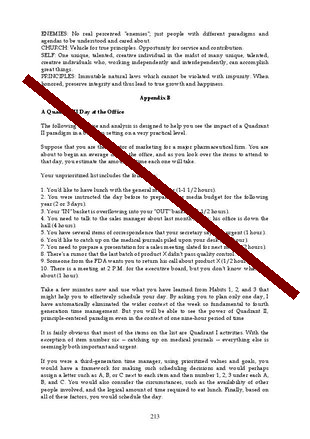 ENEMIES: No real perceived "enemies"; just people with different paradigms and
agendas to be understood and cared about.
CHURCH: Vehicle for true principles. Opportunity for service and contribution.
SELF: One unique, talented, creative individual in the midst of many unique, talented,
creative individuals who, working independently and interdependently, can accomplish
great things.
PRINCIPLES: Immutable natural laws which cannot be violated with impunity. When
honored, preserve integrity and thus lead to true growth and happiness.
Appendix B
A Quadrant II Day at the Office
The following and analysis is designed to help you see the impact of a Quadrant
II paradigm in a setting on a very practical level.
Suppose you are the of marketing for a major pharmaceutical firm. You are
about to begin an average at the office, and as you look over the items to attend to
that day, you estimate the amount each one will take.
Your unprioritized list includes the
1. You'd like to have lunch with the general (1-1 1/2 hours).
2. You were instructed the day before to prepare media budget for the following
year (2 or 3 days).
3. Your "IN" basket is overflowing into your "OUT" 1/2 hours).
4. You need to talk to the sales manager about last his office is down the
hall (4 hours).
5. You have several items of correspondence that your secretary urgent (1 hour).
6. You'd like to catch up on the medical journals piled upon your desk
7. You need to prepare a presentation for a sales meeting slated for next hours).
8. There's a rumor that the last batch of product X didn't pass quality control
9. Someone from the FDA wants you to return his call about product X (1/2 hour).
10. There is a meeting at 2 P.M. for the executive board, but you don't know
about (1 hour).
Take a few minutes now and use what you have learned from Habits 1, 2, and 3 that
might help you to effectively schedule your day. By asking you to plan only one day, I
have automatically eliminated the wider context of the week so fundamental to fourth
generation time management. But you will be able to see the power of Quadrant II,
principle-centered paradigm even in the context of one nine-hour period of time
It is fairly obvious that most of the items on the list are Quadrant I activities. With the
exception of item number six -- catching up on medical journals -- everything else is
seemingly both important and urgent.
If you were a third-generation time manager, using prioritized values and goals, you
would have a framework for making such scheduling decisions and would perhaps
assign a letter such as A, B, or C next to each item and then number 1, 2, 3 under each A,
B, and C. You would also consider the circumstances, such as the availability of other
people involved, and the logical amount of time required to eat lunch. Finally, based on
all of these factors, you would schedule the day.
213